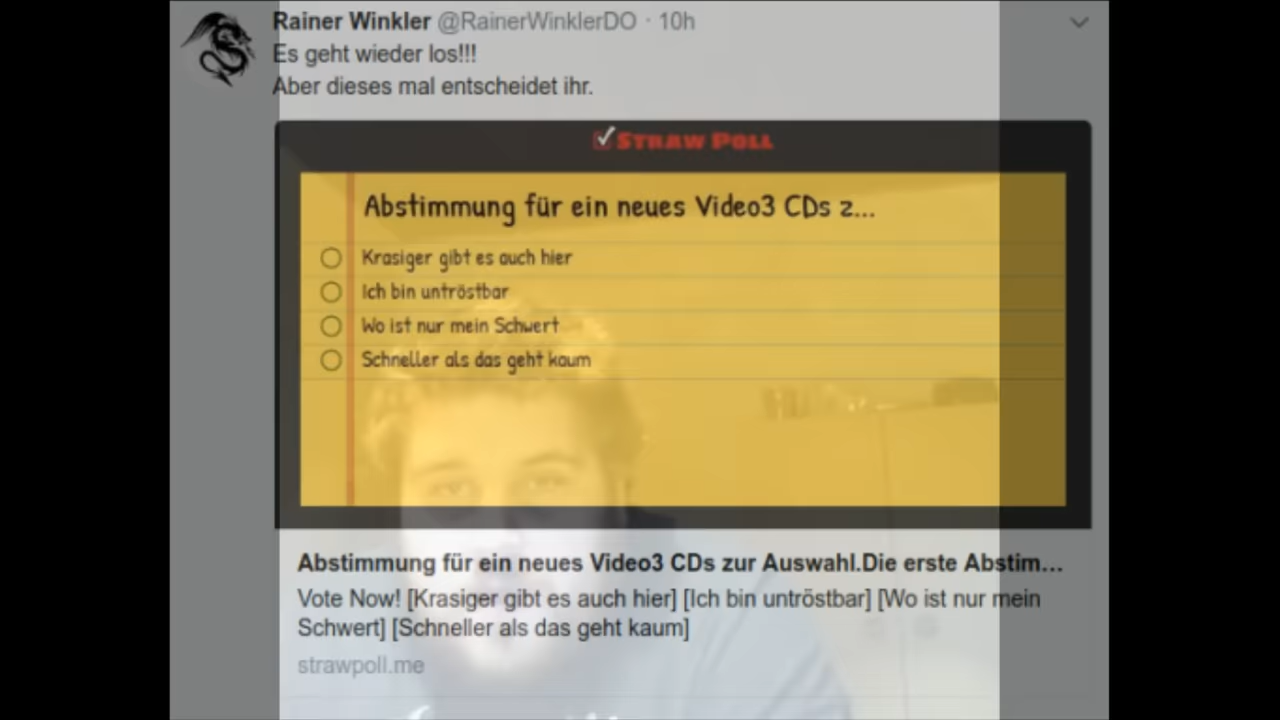 Rainer Winkler @RainerWinklerDO · 10h
Es geht wieder los!!!
Aber dieses mal entscheidet ihr.
STRAW POLL
Abstimmung für ein neues Video3 CDs z...
Krasiger gibt es auch hier
Ich bin untröstbar
Wo ist nur mein Schwert
Schneller als das geht kaum
Abstimmung für ein neues Video3 CDs zur Auswahl.Die erste Abstim...
Vote Now! [Krasiger gibt es auch hier] [Ich bin untröstbar] [Wo ist nur mein
Schwert] [Schneller als das geht kaum]
strawpoll.me